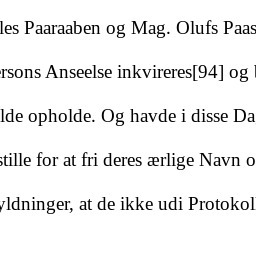 les Paaraaben og Mag. Olufs Paas
rsons Anseelse inkvireres[94] og
lde opholde. Og havde i disse Da
stille for at fri deres ærlige Navn o
yldninger, at de ikke udi Protokol